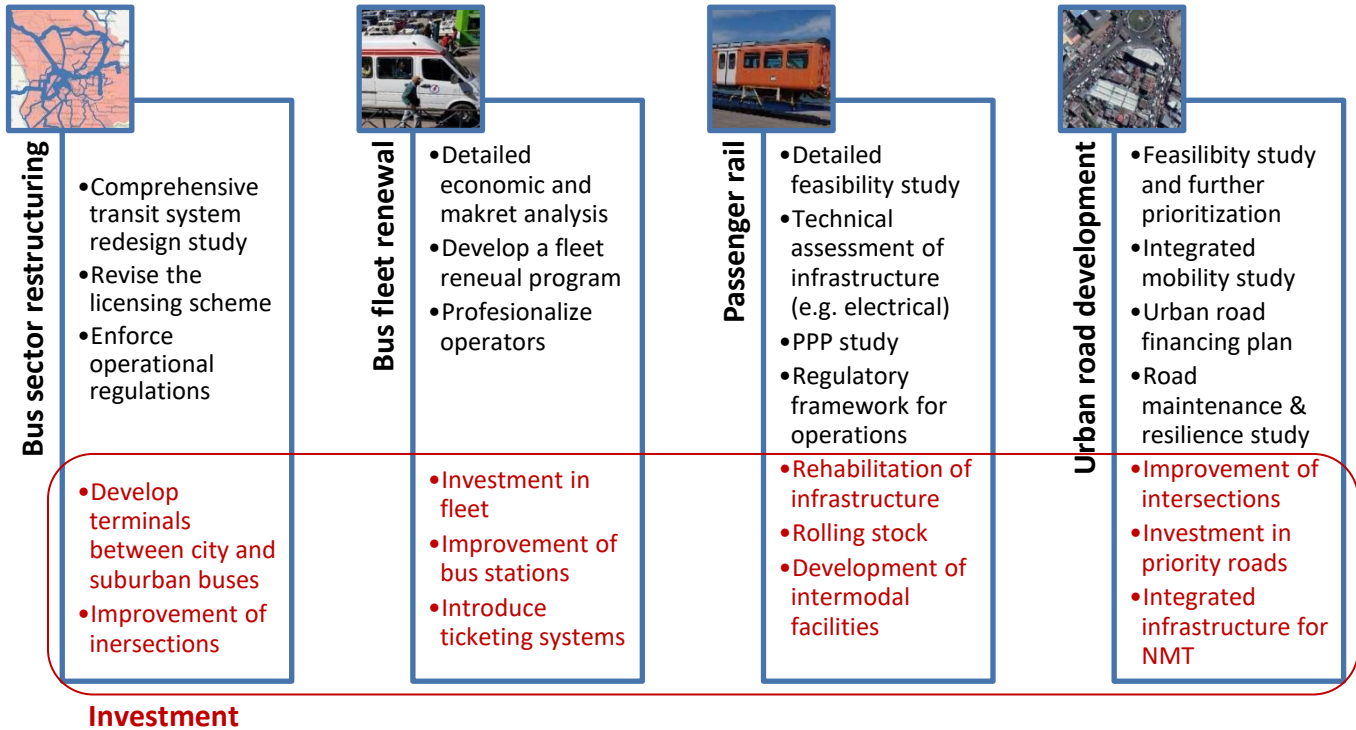 Bus sector restructuring
•Comprehensive
transit system
redesign study
•Revise the
licensing scheme
•Enforce
operational
regulations
•Develop
terminals
between city and
suburban buses
•Improvement of
inersections
Bus fleet renewal
•Detailed
economic and
makret analysis
•Develop a fleet
reneual program
•Profesionalize
operators
•Investment in
fleet
•Improvement of
bus stations
•Introduce
ticketing systems
Passenger rail
•Detailed
feasibility study
•Technical
assessment of
infrastructure
(e.g. electrical)
•PPP study
•Regulatory
framework for
operations
•Rehabilitation of
infrastructure
•Rolling stock
•Development of
intermodal
facilities
Urban road development
•Feasilibity study
and further
prioritization
•Integrated
mobility study
•Urban road
financing plan
•Road
maintenance &
resilience study
•Improvement of
intersections
•Investment in
priority roads
•Integrated
infrastructure for
NMT
Investment